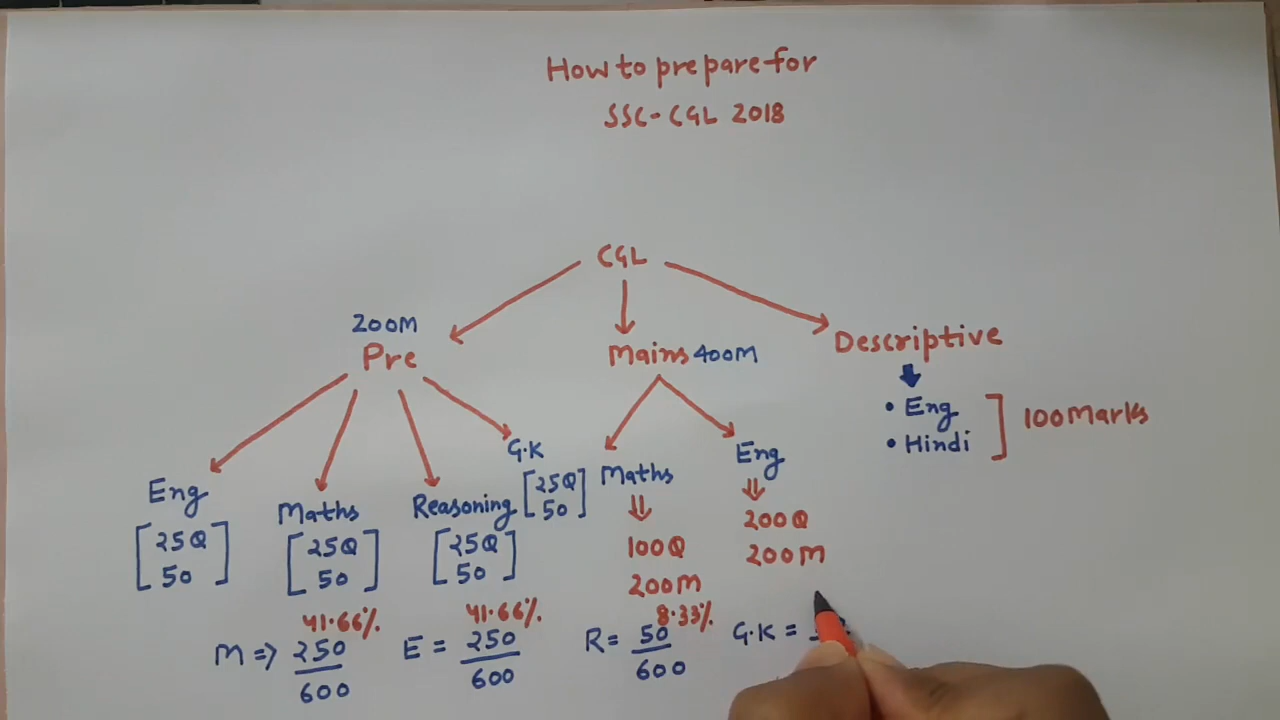 How to prepare for
SSC-CGL 2018
CGL
200M
Pre
Mains 400M
Descriptive
• Eng
• Hindi
100Marks
Eng
25Q
50
Maths
25Q
50
Reasoning
25Q
50
G.K
25Q
50
Maths
100Q
200M
Eng
200Q
200M
41.66%
41.66%
8.33%
M => 250
600
E = 250
600
R = 50
600
G.K =